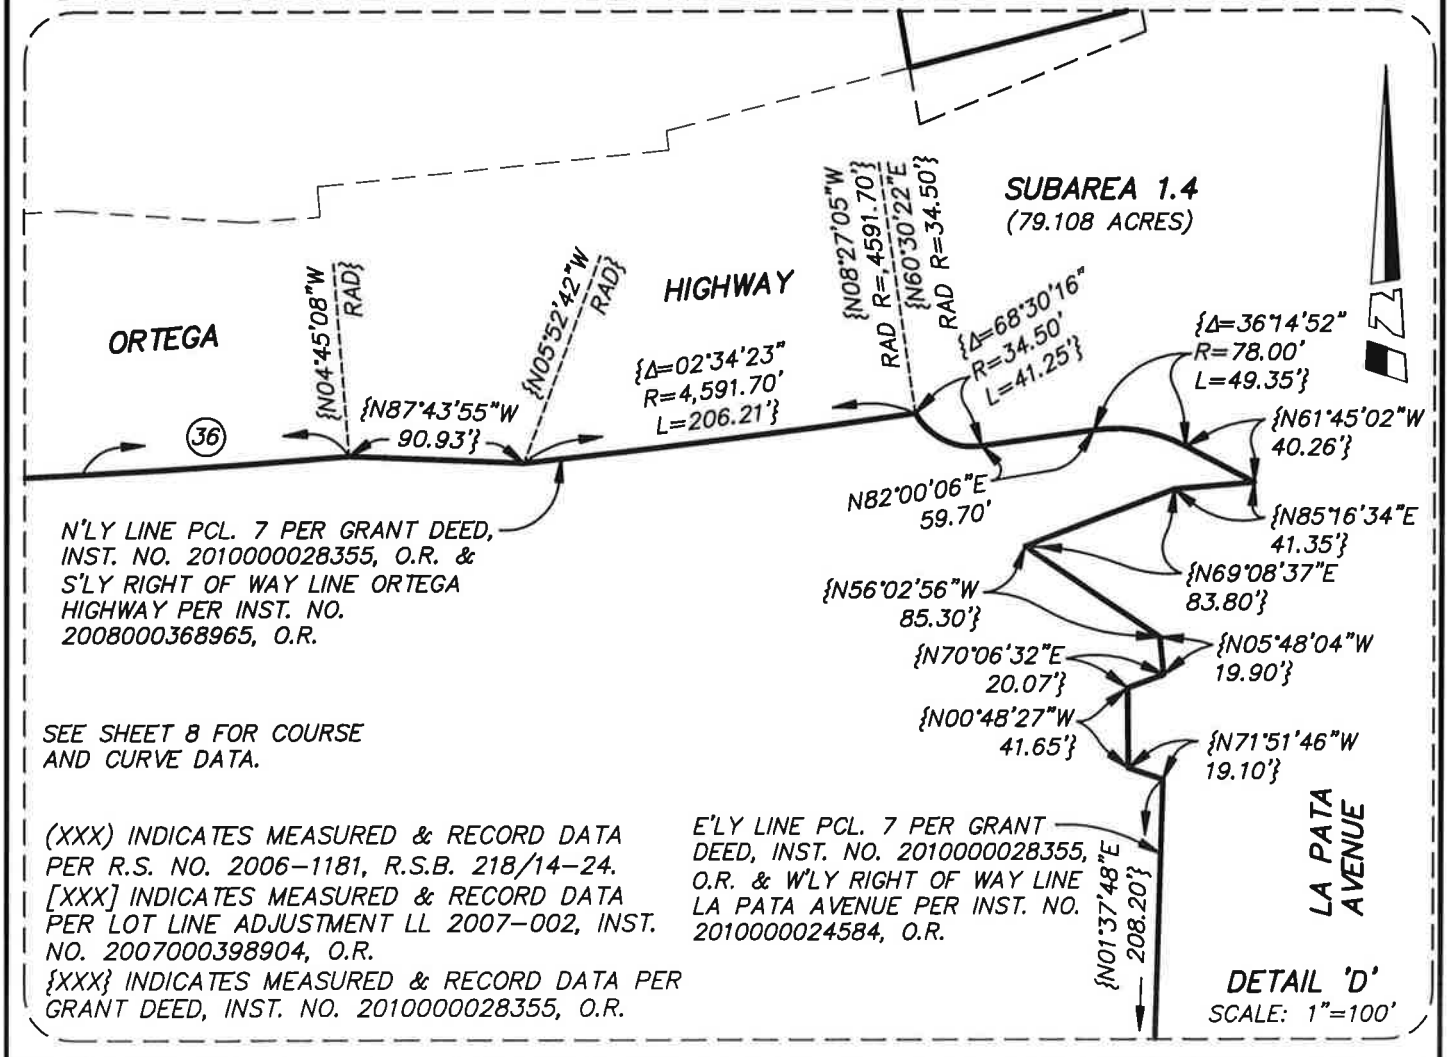 SUBAREA 1.4
(79.108 ACRES)
{N08°27'05"W
RAD R=,4591.70'}
{N60°30'22"E
RAD R=34.50'}
HIGHWAY
ORTEGA
{N04°45'08"W
RAD}
{N05°52'42"W
RAD}
{Δ=02°34'23"
R=4,591.70'
L=206.21'}
{Δ=68°30'16"
R=34.50'
L=41.25'}
{Δ=36°14'52"
R=78.00'
L=49.35'}
36
{N87°43'55"W
90.93'}
{N61°45'02"W
40.26'}
N82°00'06"E
59.70'
{N85°16'34"E
41.35'}
N'LY LINE PCL. 7 PER GRANT DEED,
INST. NO. 2010000028355, O.R. &
S'LY RIGHT OF WAY LINE ORTEGA
HIGHWAY PER INST. NO.
2008000368965, O.R.
{N69°08'37"E
83.80'}
{N56°02'56"W
85.30'}
{N05°48'04"W
19.90'}
{N70°06'32"E
20.07'}
{N00°48'27"W
41.65'}
{N71°51'46"W
19.10'}
SEE SHEET 8 FOR COURSE
AND CURVE DATA.
(XXX) INDICATES MEASURED & RECORD DATA
PER R.S. NO. 2006-1181, R.S.B. 218/14-24.
[XXX] INDICATES MEASURED & RECORD DATA
PER LOT LINE ADJUSTMENT LL 2007-002, INST.
NO. 2007000398904, O.R.
{XXX} INDICATES MEASURED & RECORD DATA PER
GRANT DEED, INST. NO. 2010000028355, O.R.
E'LY LINE PCL. 7 PER GRANT
DEED, INST. NO. 2010000028355,
O.R. & W'LY RIGHT OF WAY LINE
LA PATA AVENUE PER INST. NO.
2010000024584, O.R.
{N01°37'48"E
208.20'}
LA PATA
AVENUE
DETAIL 'D'
SCALE: 1"=100'
N